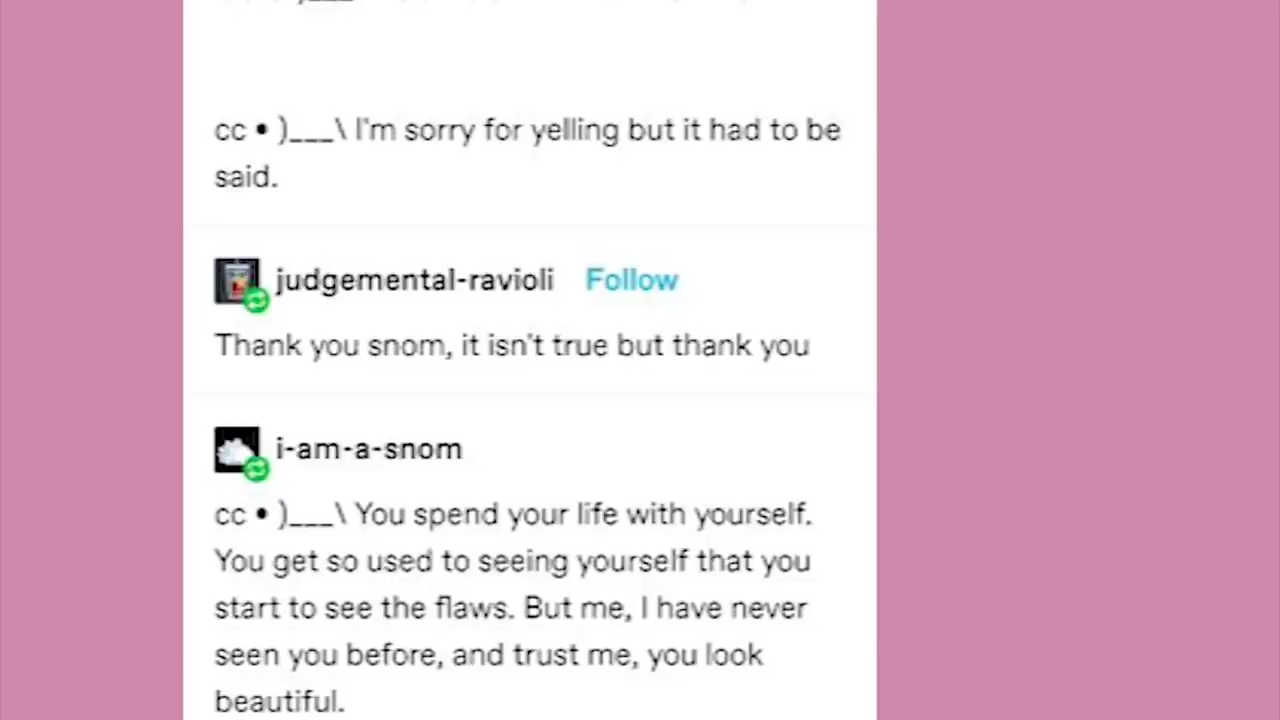 cc • )___\ I'm sorry for yelling but it had to be
said.
judgemental-ravioli Follow
Thank you snom, it isn't true but thank you
i-am-a-snom
cc • )___\ You spend your life with yourself.
You get so used to seeing yourself that you
start to see the flaws. But me, I have never
seen you before, and trust me, you look
beautiful.